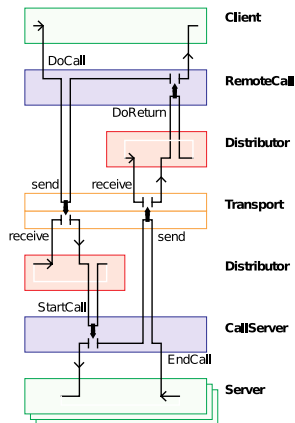 Client
DoCall
RemoteCall
DoReturn
Distributor
receive
send
Transport
receive
send
Distributor
StartCall
CallServer
EndCall
Server